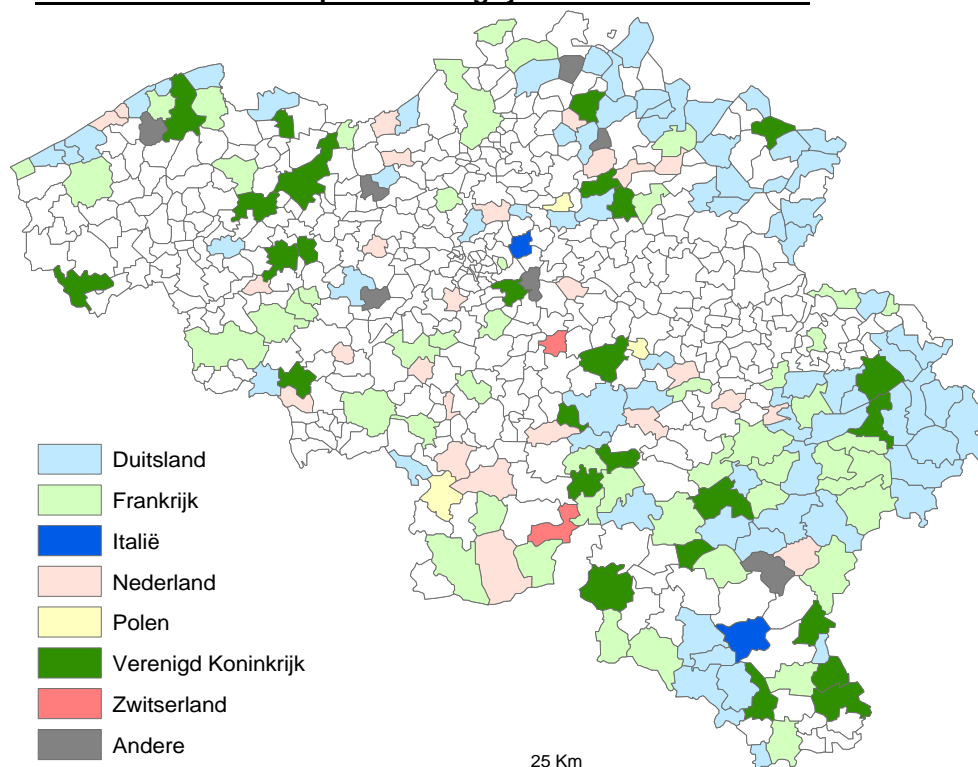 Duitsland
Frankrijk
Italië
Nederland
Polen
Verenigd Koninkrijk
Zwitserland
Andere
25 Km